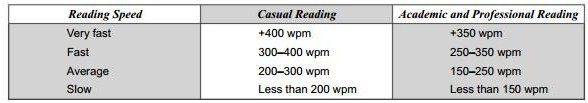 Reading Speed Casual Reading Academic and Professional Reading
Very fast +400 wpm +350 wpm
Fast 300–400 wpm 250–350 wpm
Average 200–300 wpm 150–250 wpm
Slow Less than 200 wpm Less than 150 wpm